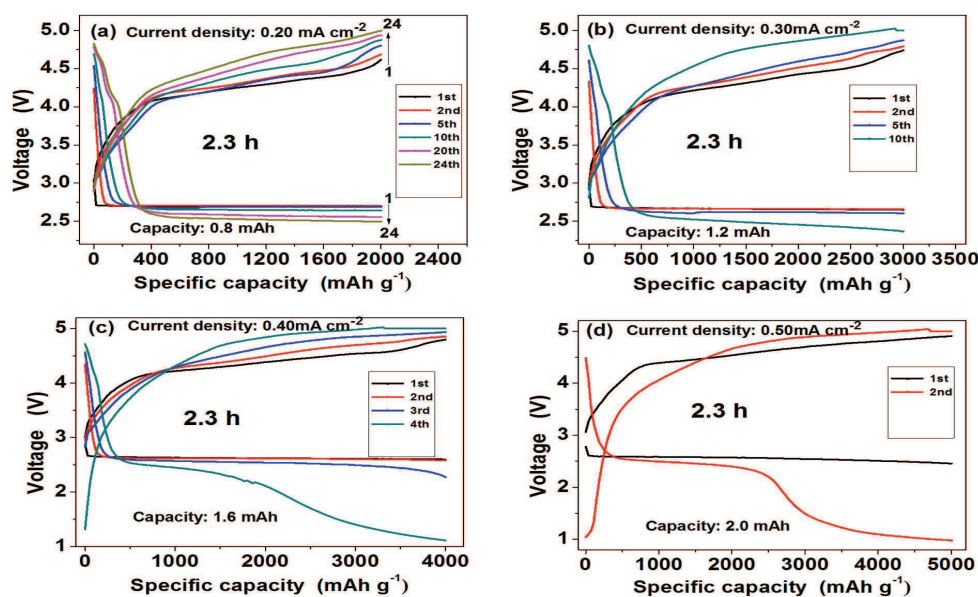 (a) Current density: 0.20 mA cm-2
24
1
5.0
4.5
4.0
3.5
3.0
2.5
Voltage (V)
1st
2nd
5th
10th
20th
24th
2.3 h
1
24
Capacity: 0.8 mAh
0 400 800 1200 1600 2000 2400
Specific capacity (mAh g-1)
(b) Current density: 0.30mA cm-2
5.0
4.5
4.0
3.5
3.0
2.5
Voltage (V)
1st
2nd
5th
10th
2.3 h
Capacity: 1.2 mAh
0 500 1000 1500 2000 2500 3000 3500
Specific capacity (mAh g-1)
(c) Current density: 0.40mA cm-2
5
4
3
2
1
Voltage (V)
1st
2nd
3rd
4th
2.3 h
Capacity: 1.6 mAh
0 1000 2000 3000 4000
Specific capacity (mAh g-1)
(d)
Current density: 0.50mA cm-2
5
4
3
2
1
Voltage (V)
1st
2nd
2.3 h
Capacity: 2.0 mAh
0 1000 2000 3000 4000 5000
Specific capacity (mAh g-1)